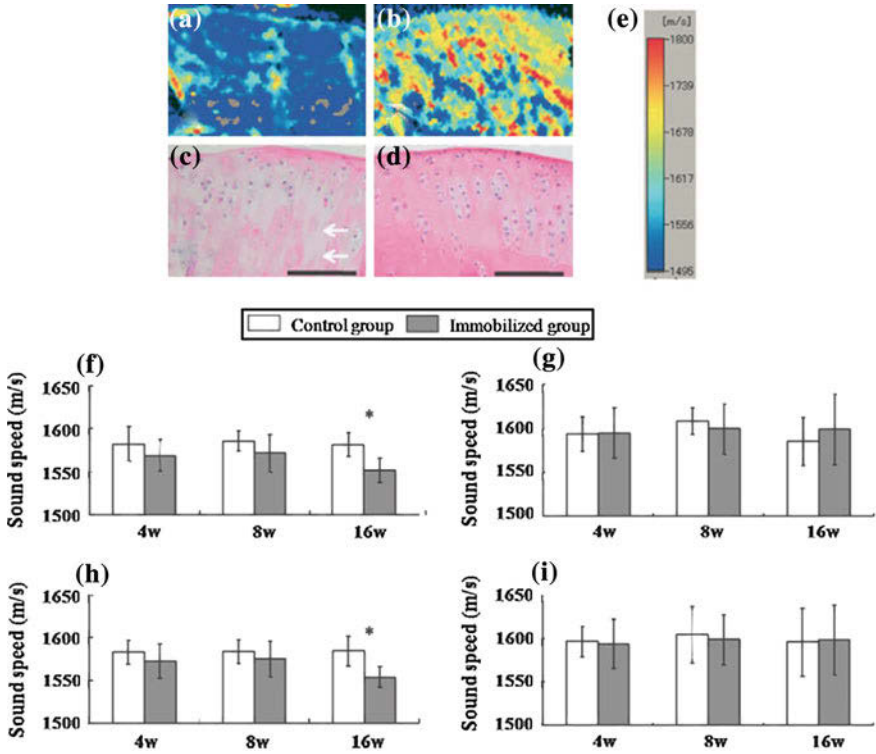 (a)
(b)
(e)
[m/s]
1800
1739
1678
1617
1556
1495
(c)
(d)
Control group
Immobilized group
(f)
Sound speed (m/s)
1650
1600
1550
1500
*
4w 8w 16w
(g)
Sound speed (m/s)
1650
1600
1550
1500
4w 8w 16w
(h)
Sound speed (m/s)
1650
1600
1550
1500
*
4w 8w 16w
(i)
Sound speed (m/s)
1650
1600
1550
1500
4w 8w 16w